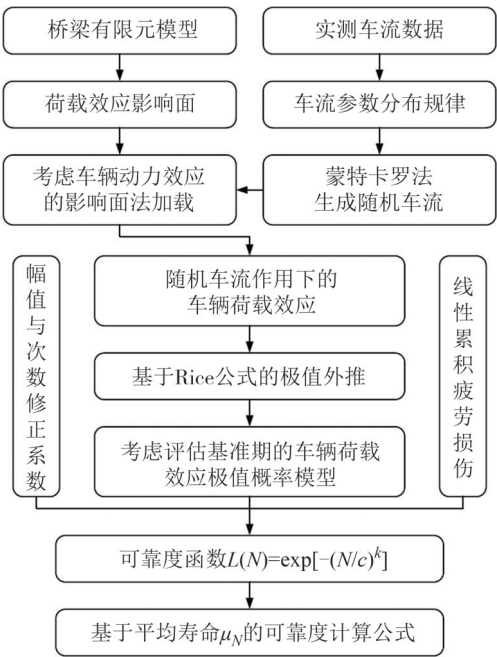 桥梁有限元模型
实测车流数据
荷载效应影响面
车流参数分布规律
考虑车辆动力效应
的影响面法加载
蒙特卡罗法
生成随机车流
幅值与次数修正系数
随机车流作用下的
车辆荷载效应
线性累积疲劳损伤
基于Rice公式的极值外推
考虑评估基准期的车辆荷载
效应极值概率模型
可靠度函数L(N)=exp[−(N/c)^k]
基于平均寿命μ_N的可靠度计算公式